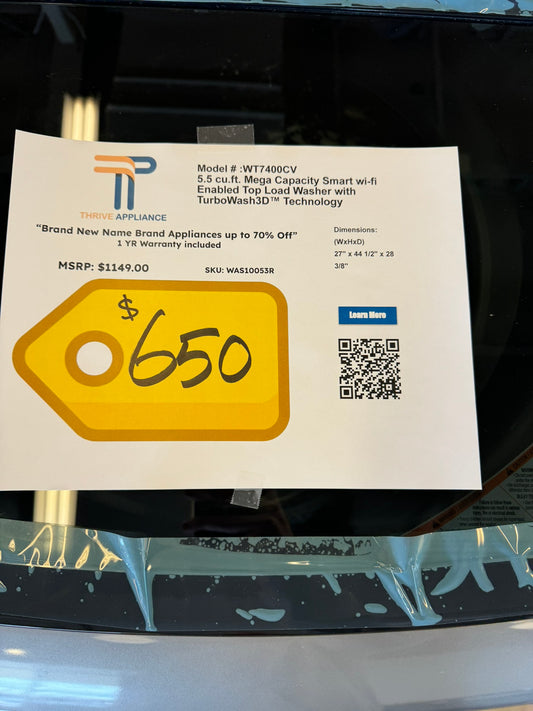 Model # :WT7400CV
5.5 cu.ft. Mega Capacity Smart wi-fi
Enabled Top Load Washer with
TurboWash3D™ Technology
TP
THRIVE APPLIANCE
“Brand New Name Brand Appliances up to 70% Off”
1 YR Warranty included
MSRP: $1149.00
SKU: WAS10053R
Dimensions:
(WxHxD)
27" x 44 1/2" x 28
3/8"
Learn More
$650